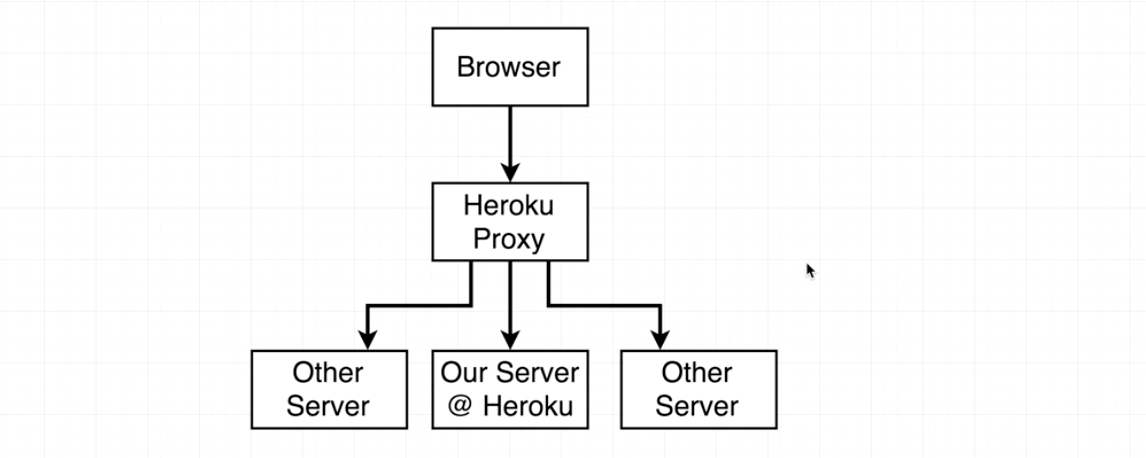 Browser
Heroku
Proxy
Other
Server
Our Server
@ Heroku
Other
Server